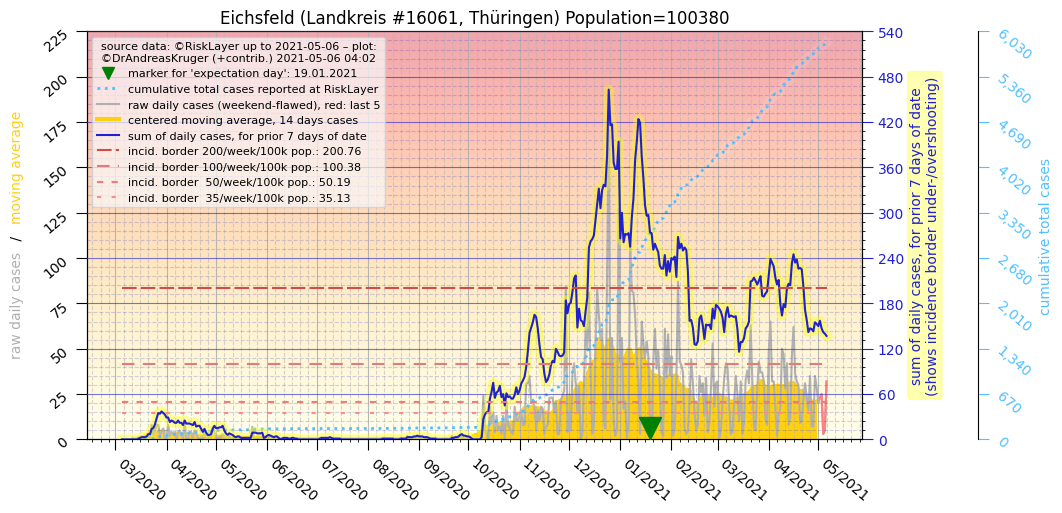 Eichsfeld (Landkreis #16061, Thüringen) Population=100380
source data: ©RiskLayer up to 2021-05-06 – plot:
©DrAndreasKruger (+contrib.) 2021-05-06 04:02
marker for 'expectation day': 19.01.2021
cumulative total cases reported at RiskLayer
raw daily cases (weekend-flawed), red: last 5
centered moving average, 14 days cases
sum of daily cases, for prior 7 days of date
incid. border 200/week/100k pop.: 200.76
incid. border 100/week/100k pop.: 100.38
incid. border  50/week/100k pop.: 50.19
incid. border  35/week/100k pop.: 35.13
raw daily cases  /  moving average
225
200
175
150
125
100
75
50
25
0
03/2020
04/2020
05/2020
06/2020
07/2020
08/2020
09/2020
10/2020
11/2020
12/2020
01/2021
02/2021
03/2021
04/2021
05/2021
540
480
420
360
300
240
180
120
60
0
sum of daily cases, for prior 7 days of date
(shows incidence border under-/overshooting)
6,030
5,360
4,690
4,020
3,350
2,680
2,010
1,340
670
0
cumulative total cases